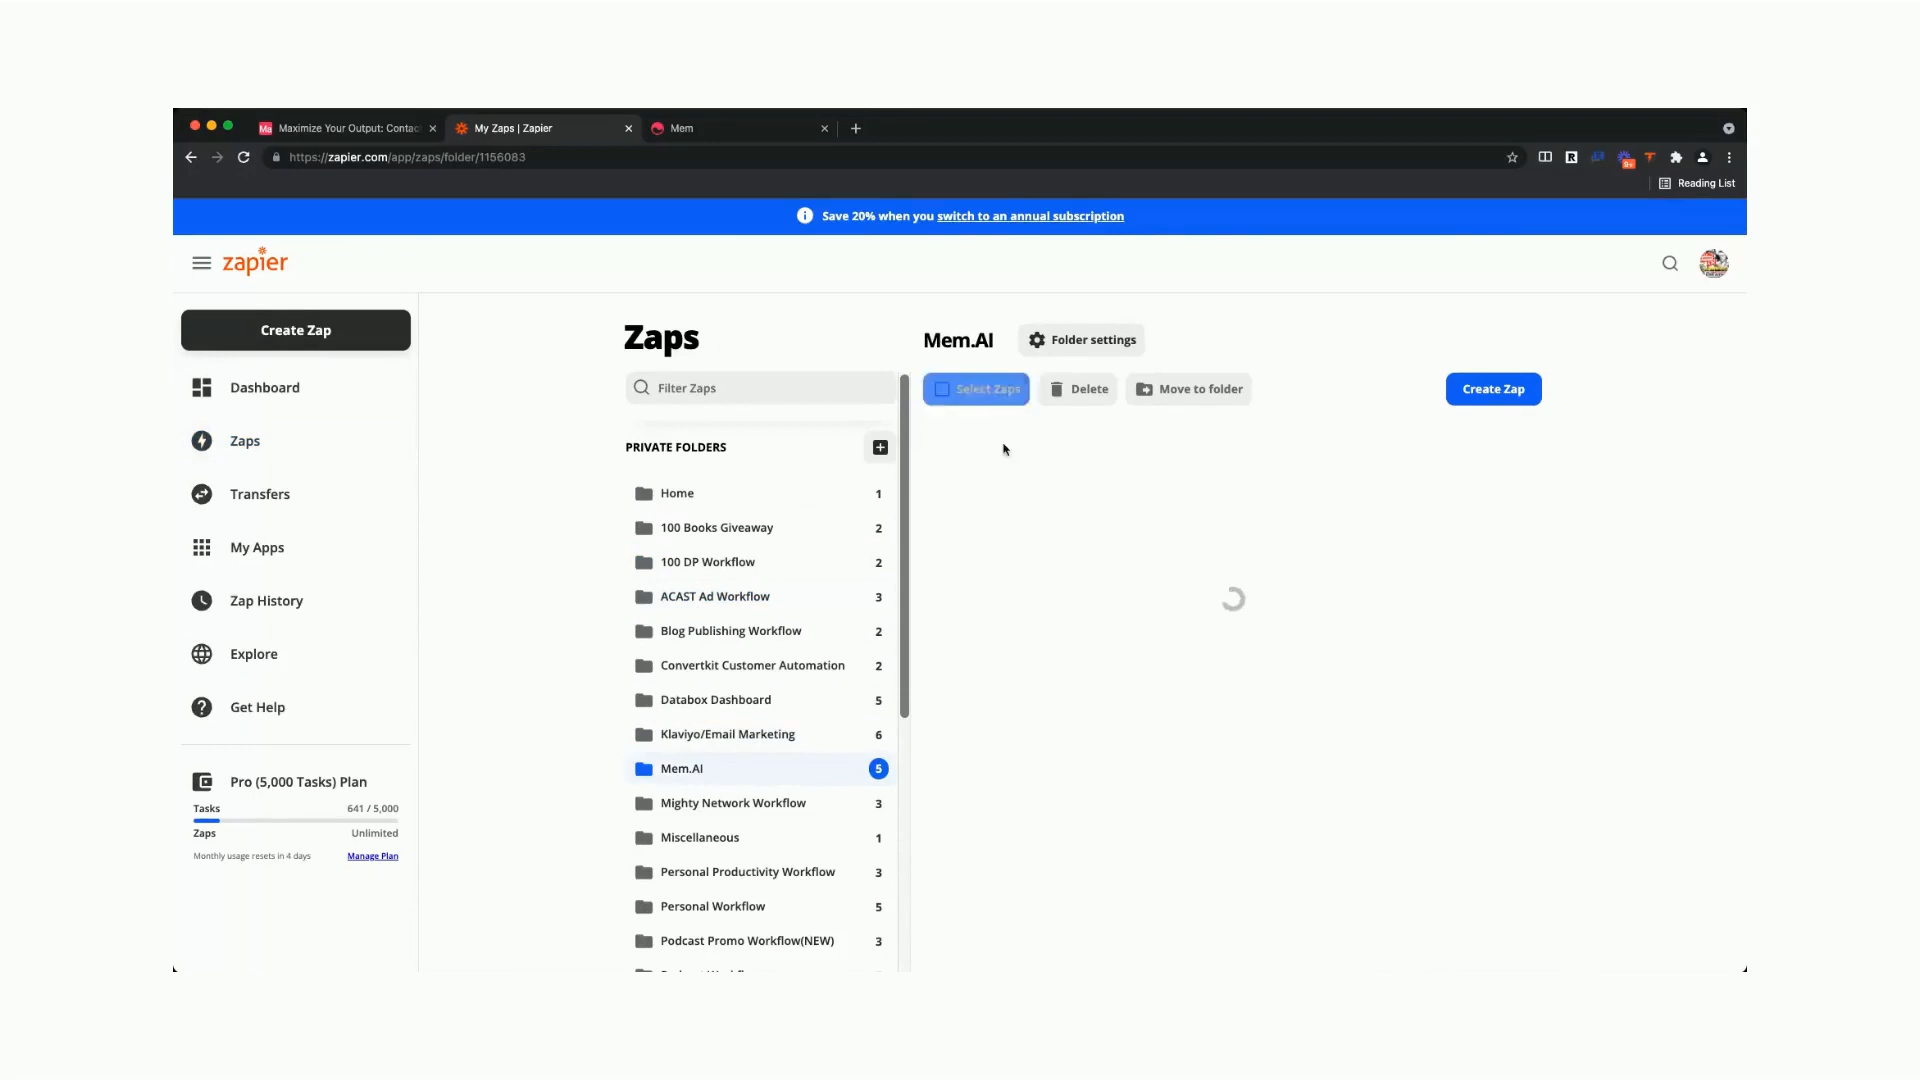 Maximize Your Output: Contac
My Zaps | Zapier
Mem
https://zapier.com/app/zaps/folder/1156083
R
9+
Reading List
Save 20% when you switch to an annual subscription
zapier
Create Zap
Dashboard
Zaps
Transfers
My Apps
Zap History
Explore
Get Help
Pro (5,000 Tasks) Plan
Tasks 641 / 5,000
Zaps Unlimited
Monthly usage resets in 4 days Manage Plan
Zaps
Filter Zaps
PRIVATE FOLDERS
Home 1
100 Books Giveaway 2
100 DP Workflow 2
ACAST Ad Workflow 3
Blog Publishing Workflow 2
Convertkit Customer Automation 2
Databox Dashboard 5
Klaviyo/Email Marketing 6
Mem.AI 5
Mighty Network Workflow 3
Miscellaneous 1
Personal Productivity Workflow 3
Personal Workflow 5
Podcast Promo Workflow(NEW) 3
Mem.AI
Folder settings
Select Zaps
Delete
Move to folder
Create Zap